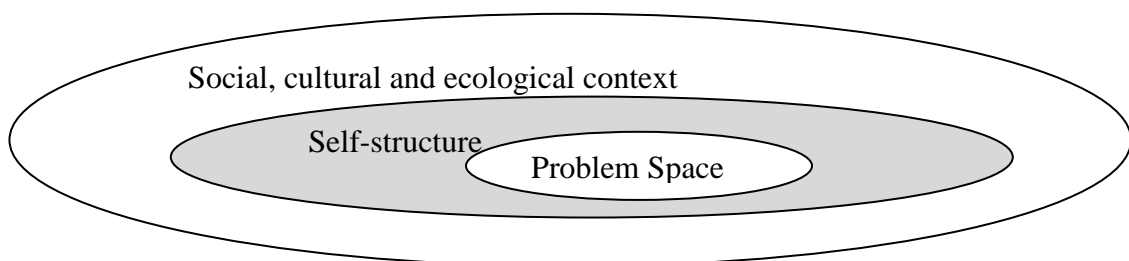 Social, cultural and ecological context
Self-structure
Problem Space